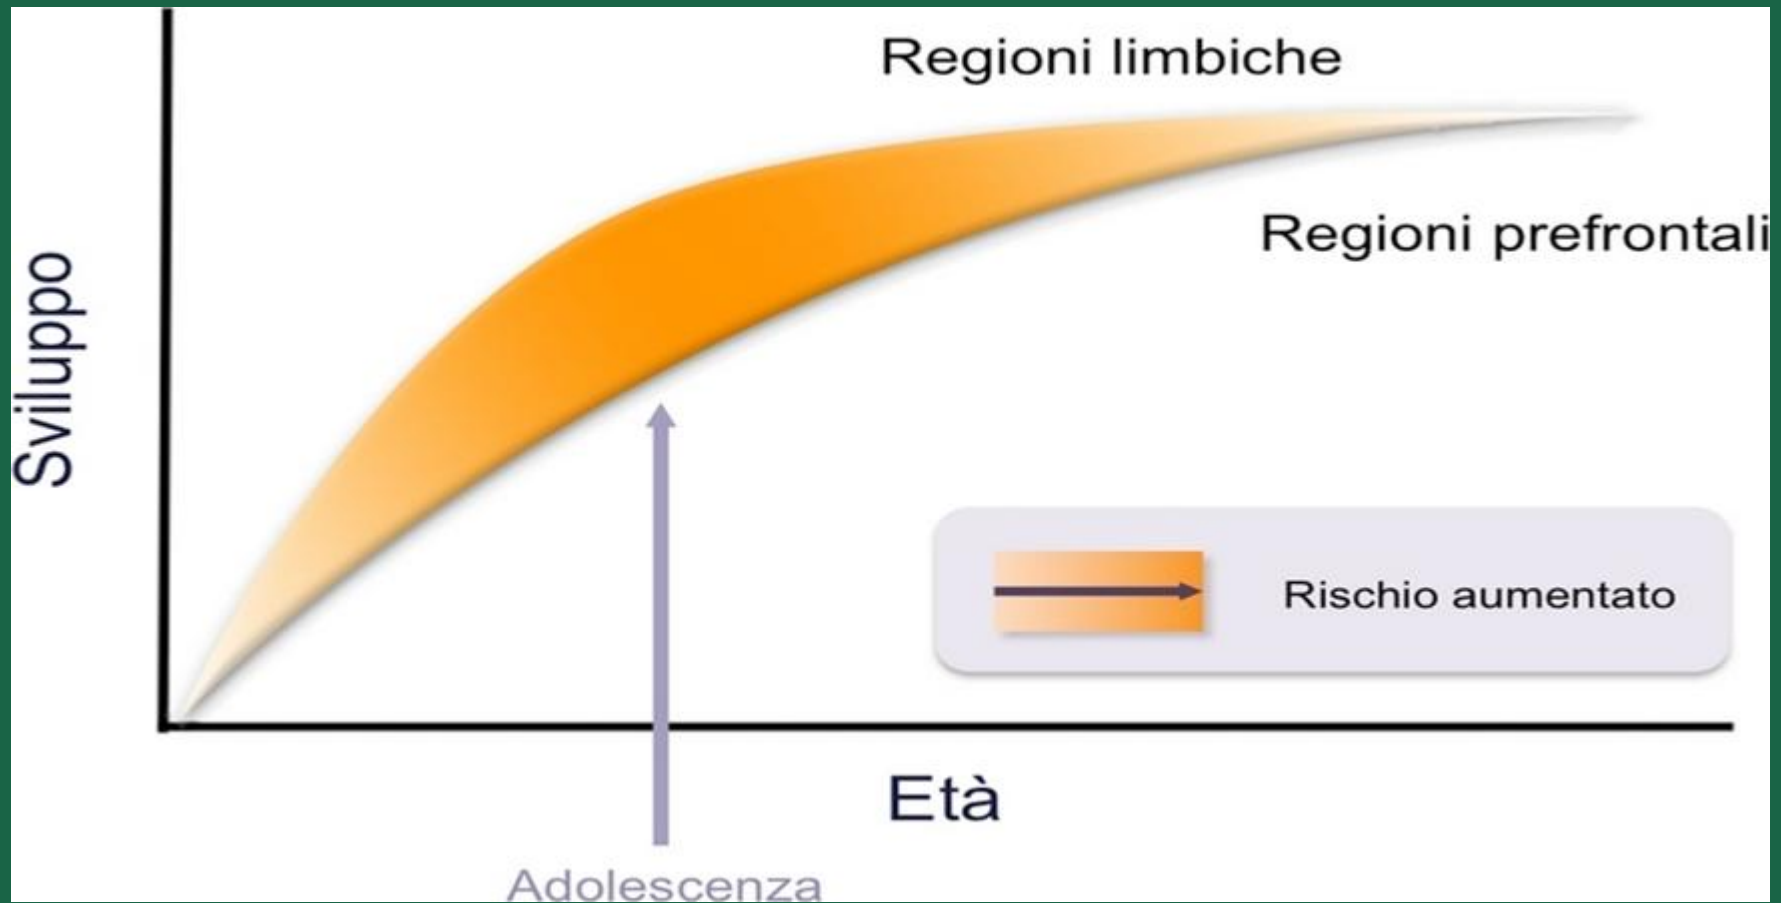 Regioni limbiche
Regioni prefrontali
Sviluppo
Rischio aumentato
Età
Adolescenza